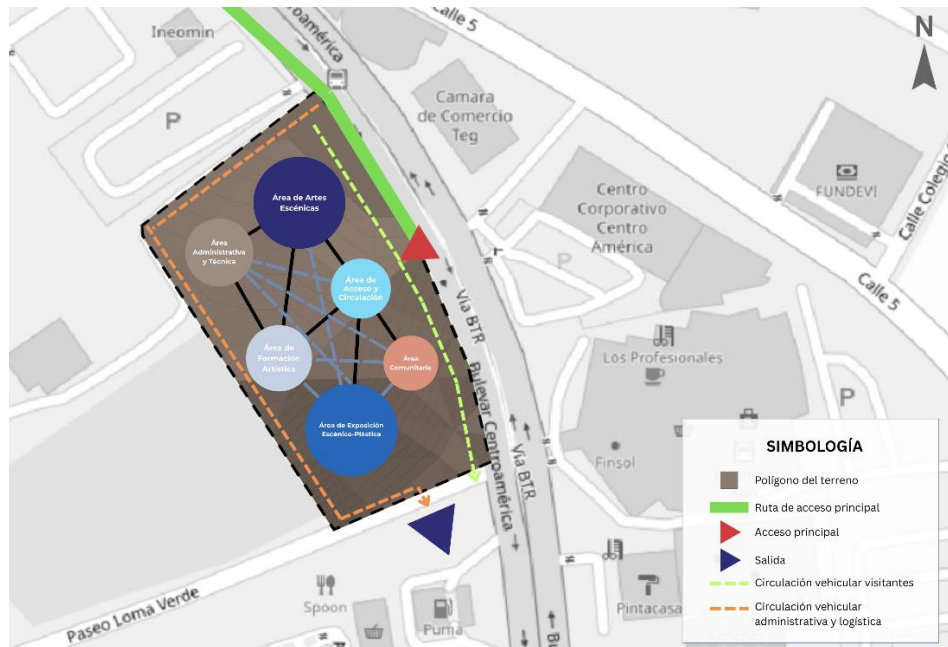 Ineomin
Centroamérica
Calle 5
N
P
Camara
de Comercio
Teg
Área de Artes
Escénicas
Centro
Corporativo
Centro
América
FUNDEVI
Área
Administrativa
y Técnica
Área de
Acceso y
Circulación
P
Calle 5
Vía BTR
Área de
Formación
Artística
Área
Comunitaria
Los Profesionales
Bulevar Centroamérica
Área de Exposición
Escénico-Plástica
P
Finsol
Vía BTR
SIMBOLOGÍA
Polígono del terreno
Ruta de acceso principal
Acceso principal
Salida
Circulación vehicular visitantes
Circulación vehicular
administrativa y logística
Paseo Loma Verde
Spoon
Puma
Pintacasa